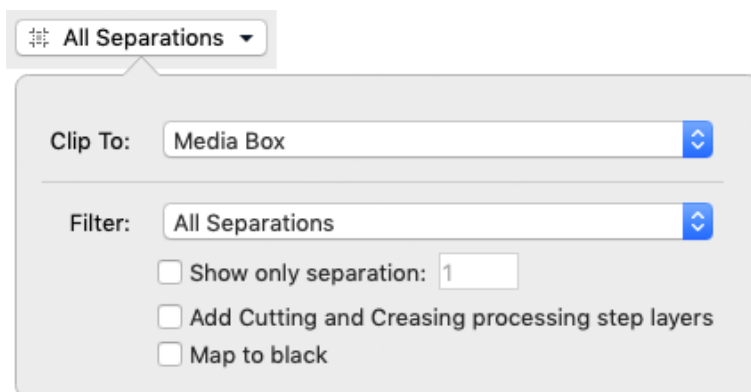 All Separations
Clip To: Media Box
Filter: All Separations
Show only separation: 1
Add Cutting and Creasing processing step layers
Map to black